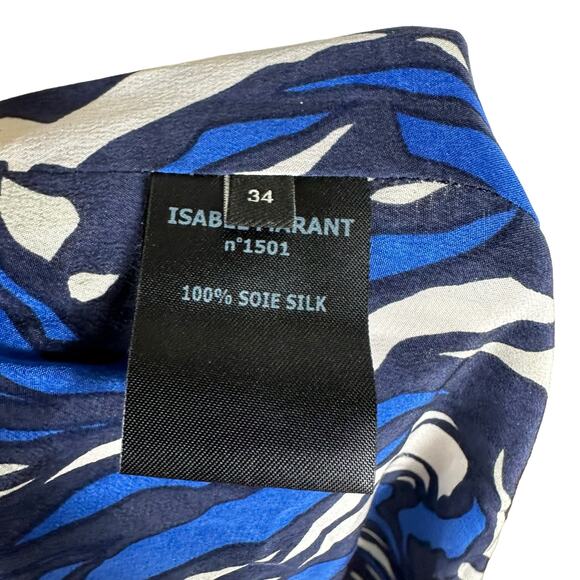 34
ISABEL MARANT
n°1501
100% SOIE SILK